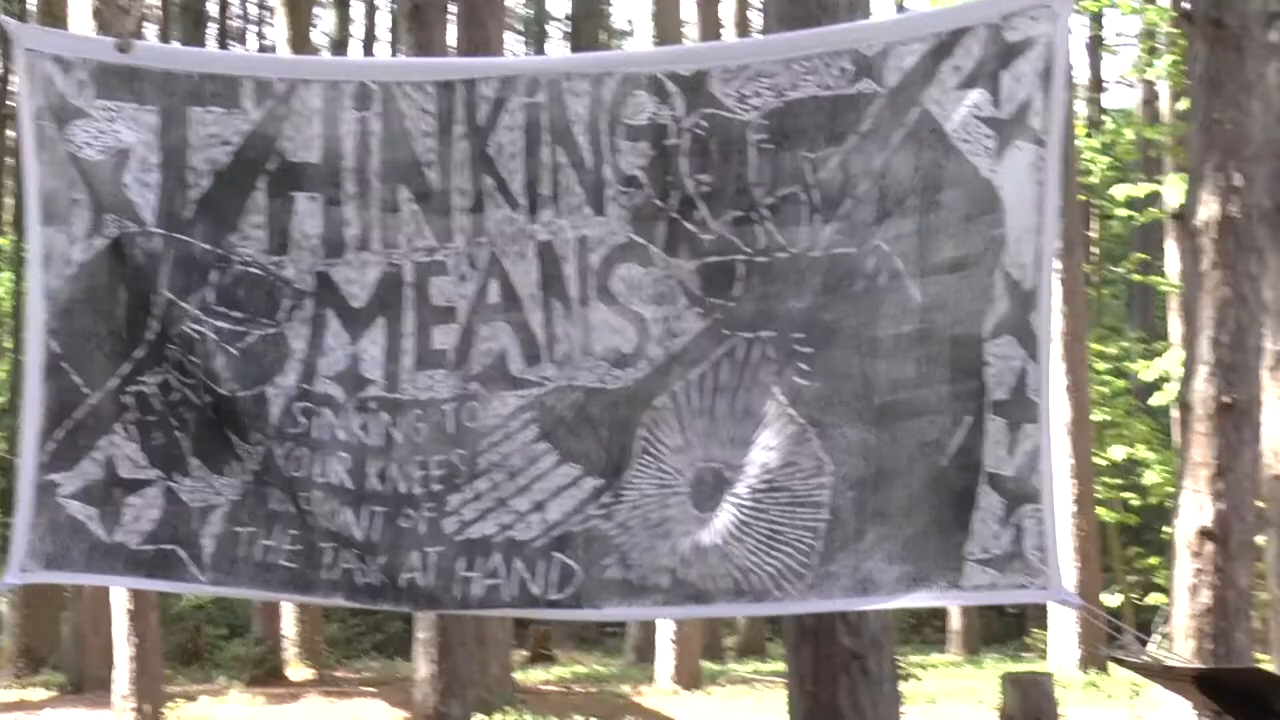 THINKING
MEANS
SINKING TO
YOUR KNEES
IN FRONT OF
THE TASK AT HAND